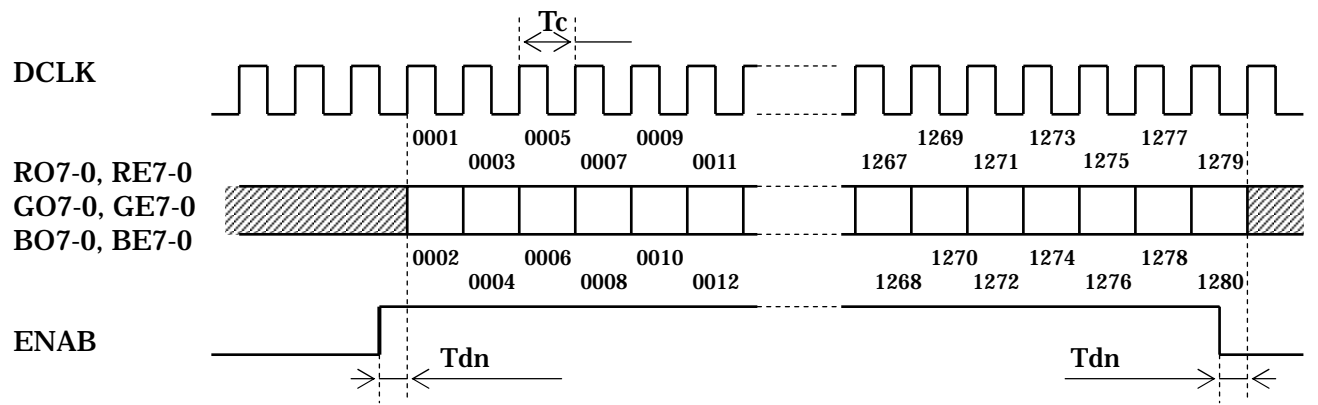 Tc
DCLK
0001 0005 0009 1269 1273 1277
0003 0007 0011 1267 1271 1275 1279
RO7-0, RE7-0
GO7-0, GE7-0
BO7-0, BE7-0
0002 0006 0010 1270 1274 1278
0004 0008 0012 1268 1272 1276 1280
ENAB
Tdn Tdn